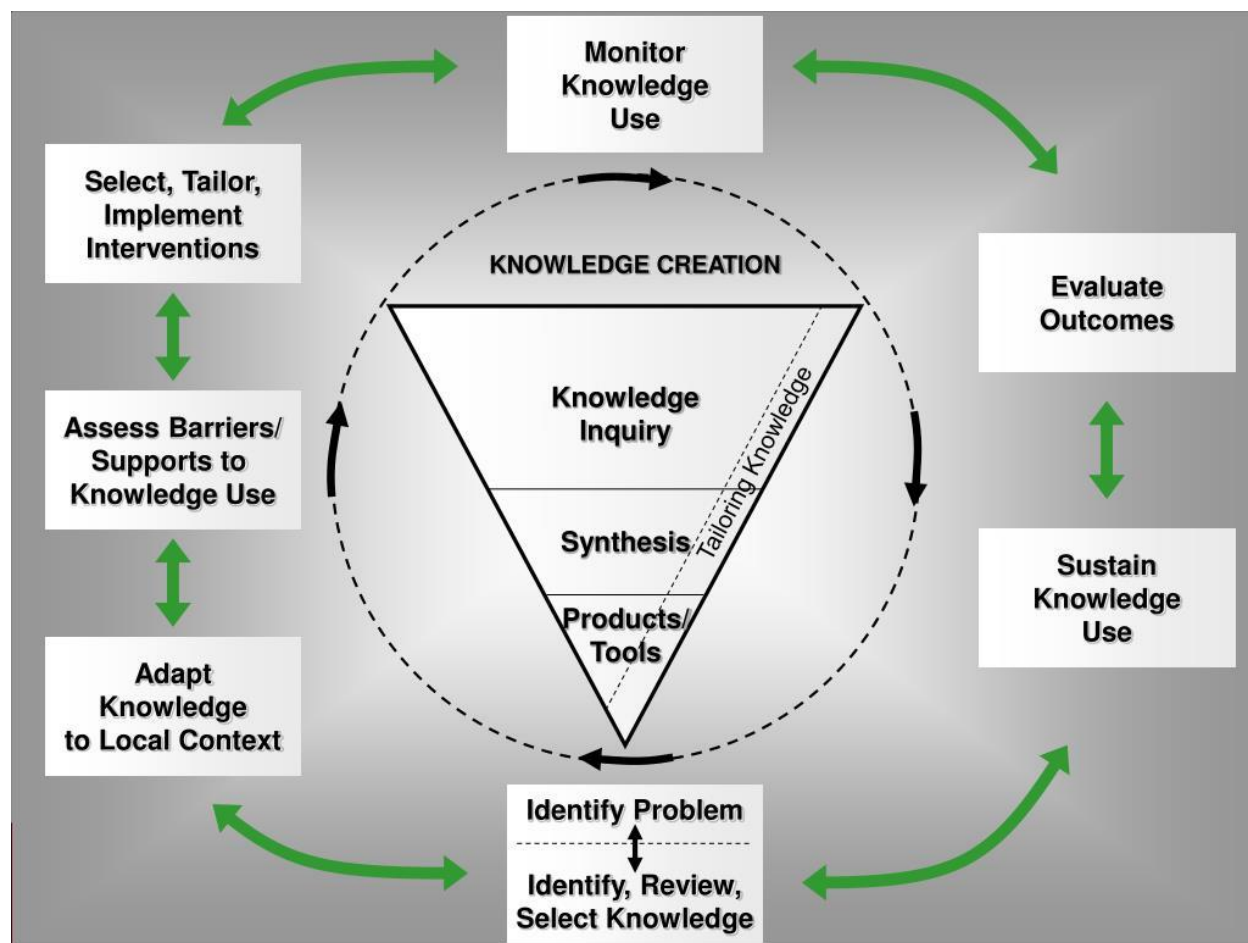 Monitor
Knowledge
Use
Select, Tailor,
Implement
Interventions
KNOWLEDGE CREATION
Evaluate
Outcomes
Knowledge
Inquiry
Tailoring Knowledge
Assess Barriers/
Supports to
Knowledge Use
Synthesis
Sustain
Knowledge
Use
Products/
Tools
Adapt
Knowledge
to Local Context
Identify Problem
Identify, Review,
Select Knowledge